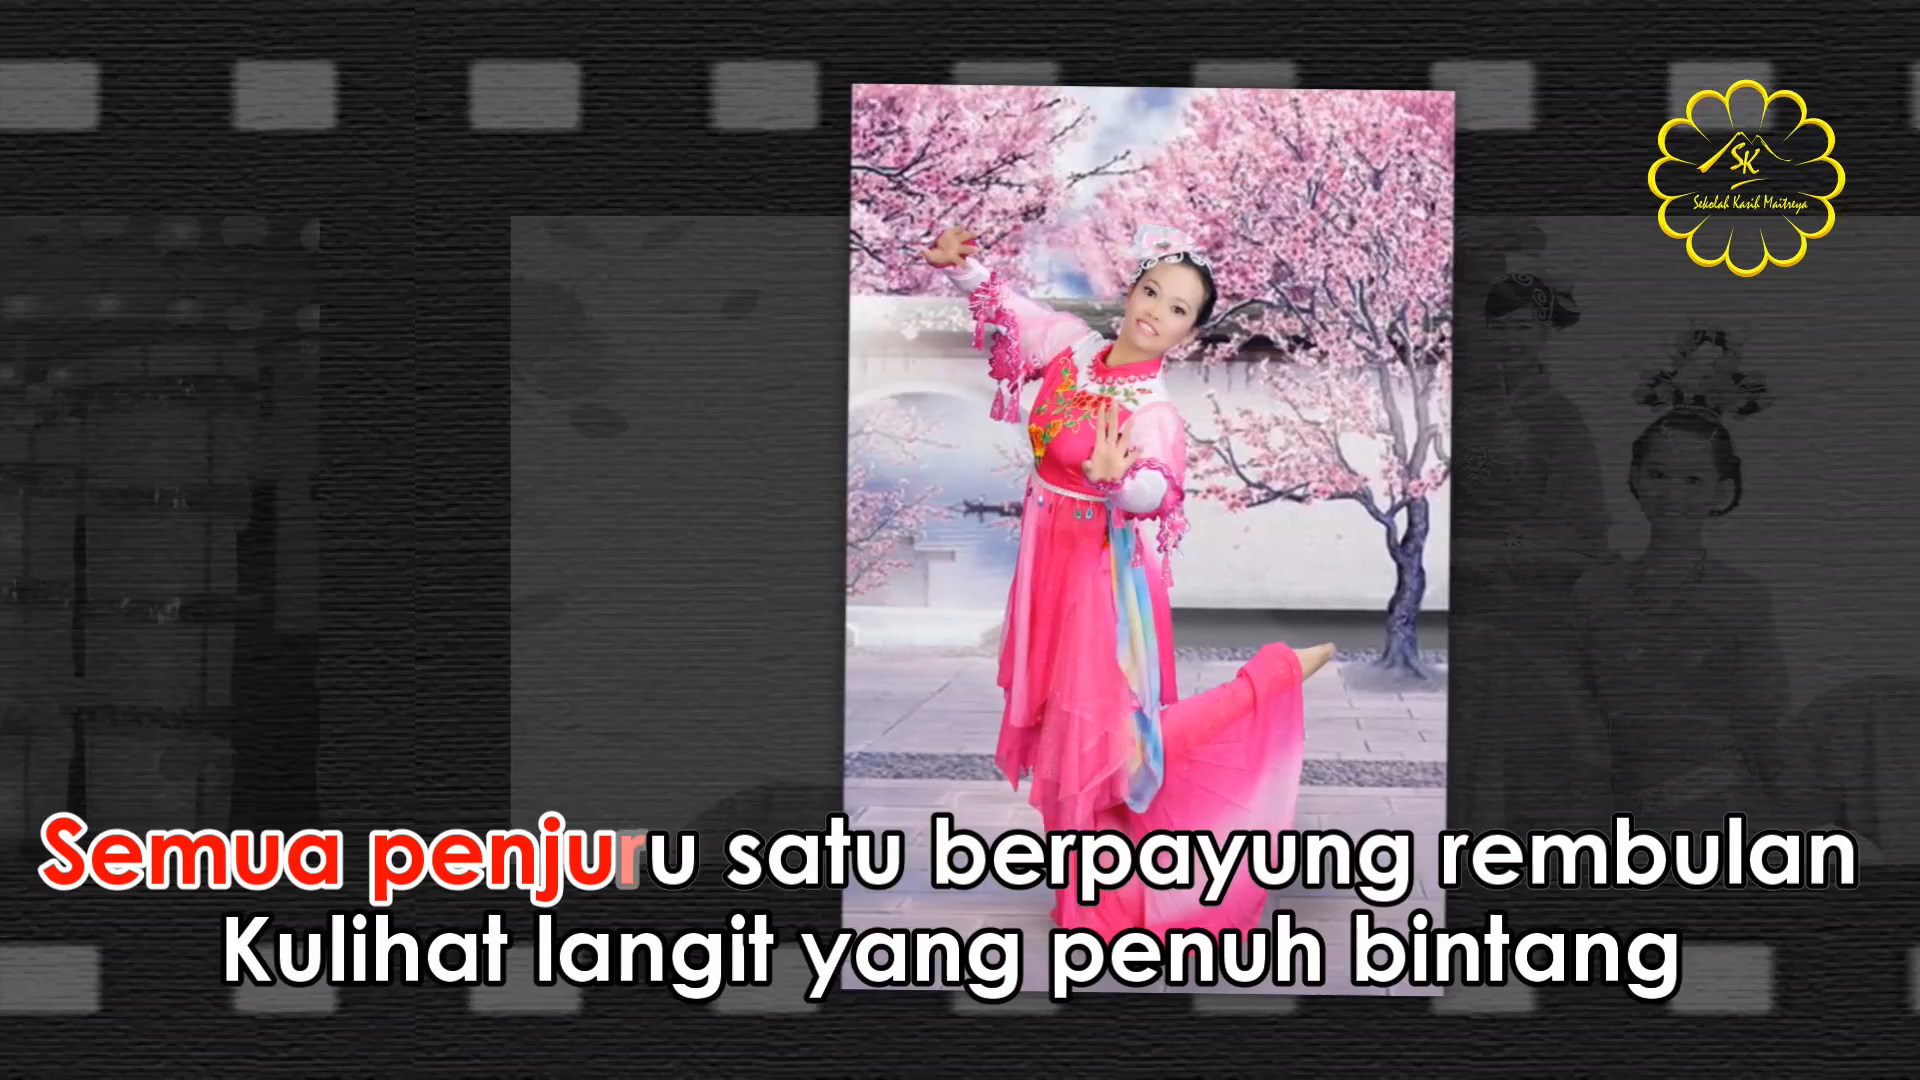 SK
Sekolah Kasih Maitreya
Semua penjuru satu berpayung rembulan
Kulihat langit yang penuh bintang